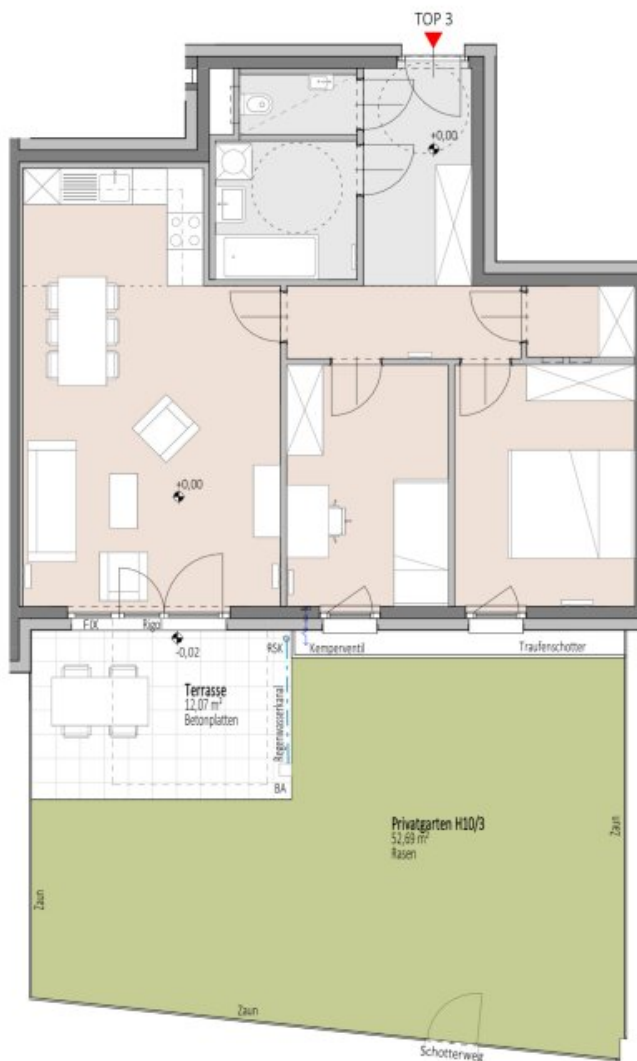 TOP 3
+0,00
+0,00
FIX
Rigol
-0,02
RSK
Kemperventil
Traufenschotter
Terrasse
12,07 m²
Betonplatten
Regenwasserkanal
BA
Privatgarten H10/3
52,69 m²
Rasen
Zaun
Zaun
Zaun
Schotterweg